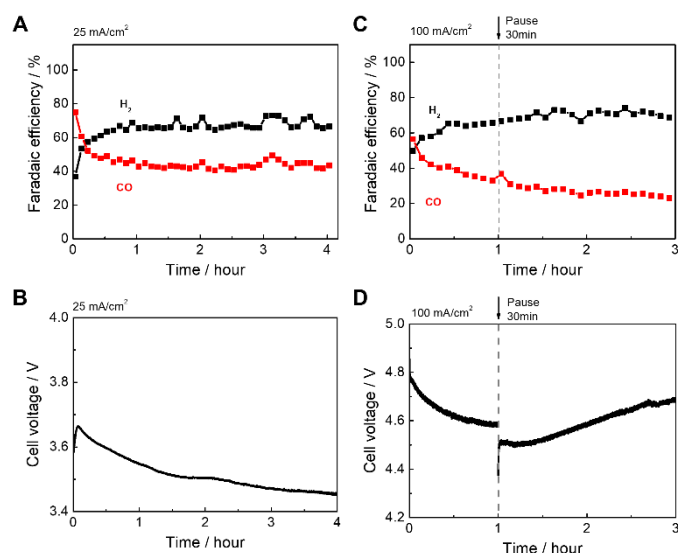 A
25 mA/cm²
Faradaic efficiency / %
100
80
60
40
20
0
H₂
CO
0
1
2
3
4
Time / hour
C
100 mA/cm²
Pause
30min
Faradaic efficiency / %
100
80
60
40
20
0
H₂
CO
0
1
2
3
Time / hour
B
25 mA/cm²
Cell voltage / V
4.0
3.8
3.6
3.4
0
1
2
3
4
Time / hour
D
100 mA/cm²
Pause
30min
Cell voltage / V
5.0
4.8
4.6
4.4
4.2
0
1
2
3
Time / hour